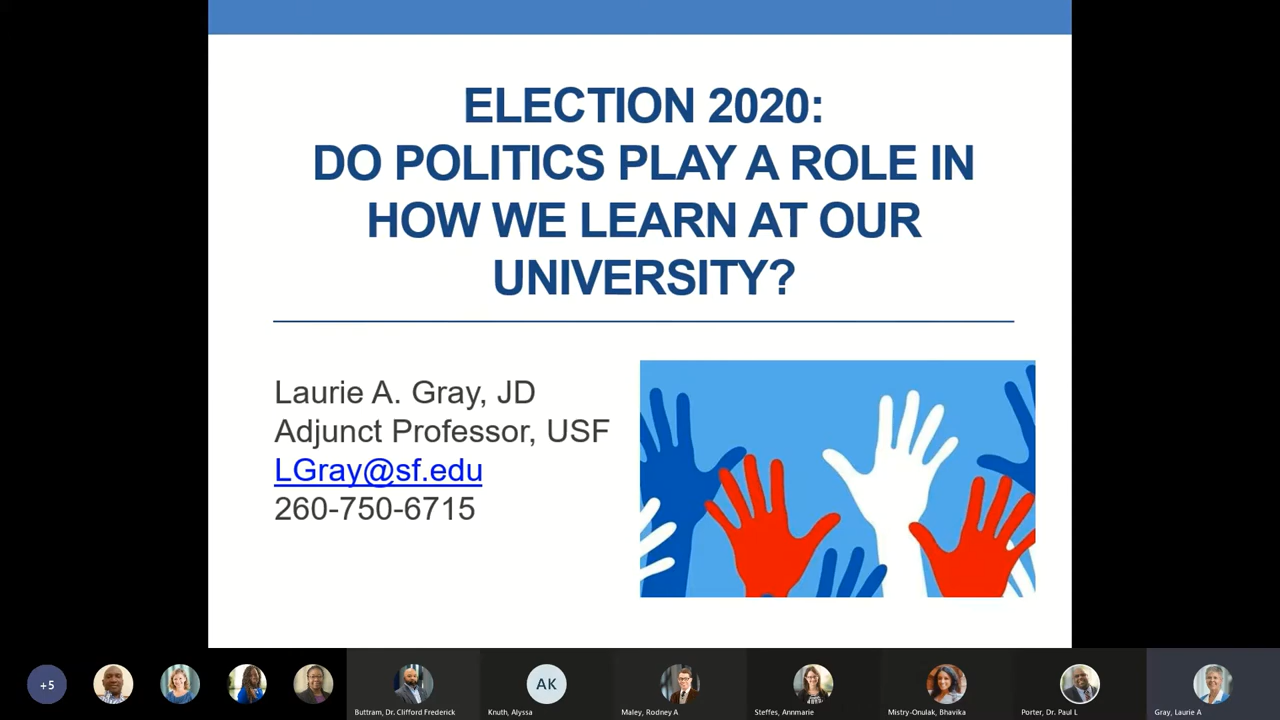 ELECTION 2020:
DO POLITICS PLAY A ROLE IN
HOW WE LEARN AT OUR
UNIVERSITY?
Laurie A. Gray, JD
Adjunct Professor, USF
LGray@sf.edu
260-750-6715
+5
AK
Buttram, Dr. Clifford Frederick
Knuth, Alyssa
Maley, Rodney A
Steffes, Annmarie
Mistry-Onulak, Bhavika
Porter, Dr. Paul L
Gray, Laurie A